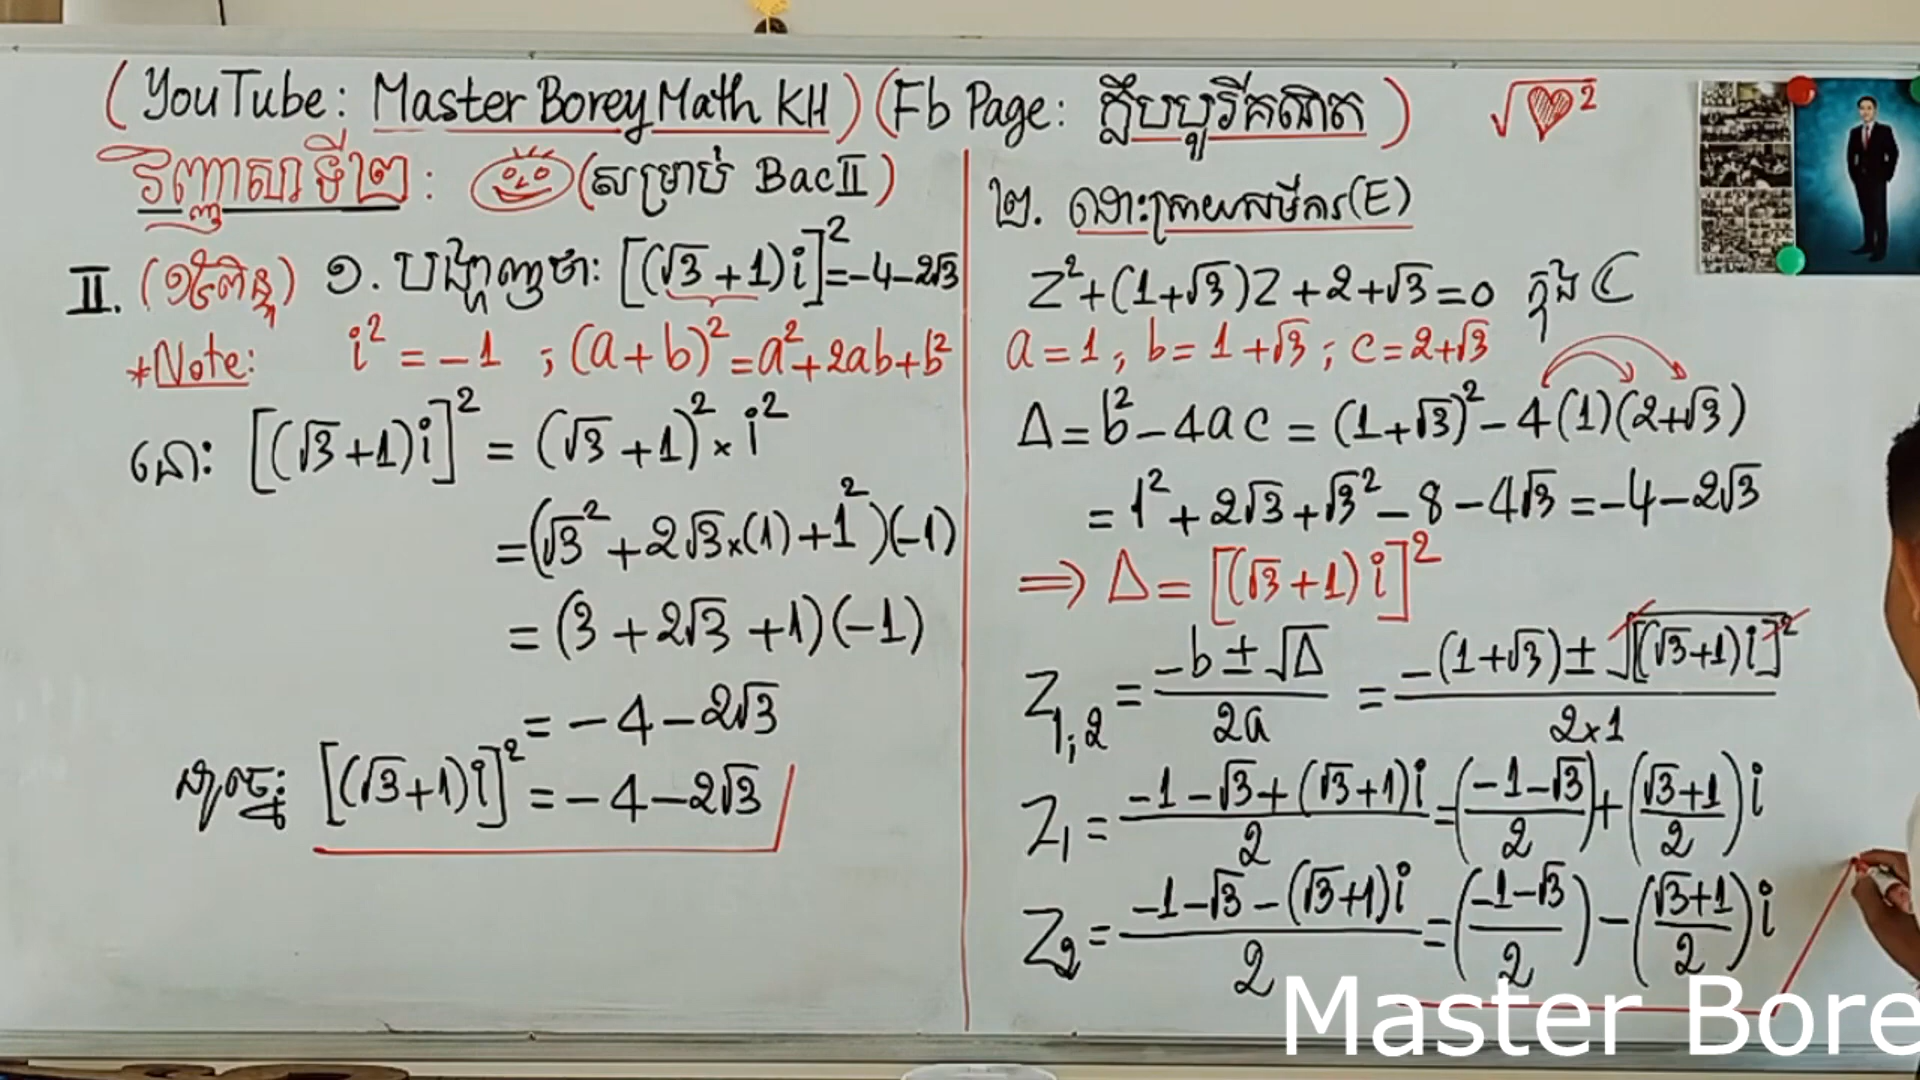 (YouTube: Master Borey Math KH) (Fb Page: ក្លឹបបូរីគណិត) √♥²
វិញ្ញាសាទី២: (សម្រាប់ Bac II)
II. (១៥ពិន្ទុ) ១. បង្ហាញថា: [(√3+1)i]²=-4-2√3
*Note: i² = -1 ; (a+b)²=a²+2ab+b²
នោះ [(√3+1)i]² = (√3+1)²×i²
=(√3²+2√3×(1)+1²)(-1)
= (3+2√3+1)(-1)
= -4-2√3
ដូចនេះ: [(√3+1)i]² = -4-2√3
២. ដោះស្រាយសមីការ(E)
Z²+(1+√3)Z+2+√3=0 ក្នុង ℂ
a=1; b=1+√3; c=2+√3
Δ=b²-4ac=(1+√3)²-4(1)(2+√3)
=1²+2√3+√3²-8-4√3=-4-2√3
⟹ Δ=[(√3+1)i]²
Z₁;₂ = (-b±√Δ)/2a = (-(1+√3)±√[(√3+1)i]²)/2×1
Z₁ = (-1-√3+(√3+1)i)/2 = ((-1-√3)/2)+((√3+1)/2)i
Z₂ = (-1-√3-(√3+1)i)/2 = ((-1-√3)/2)-((√3+1)/2)i
Master Bore